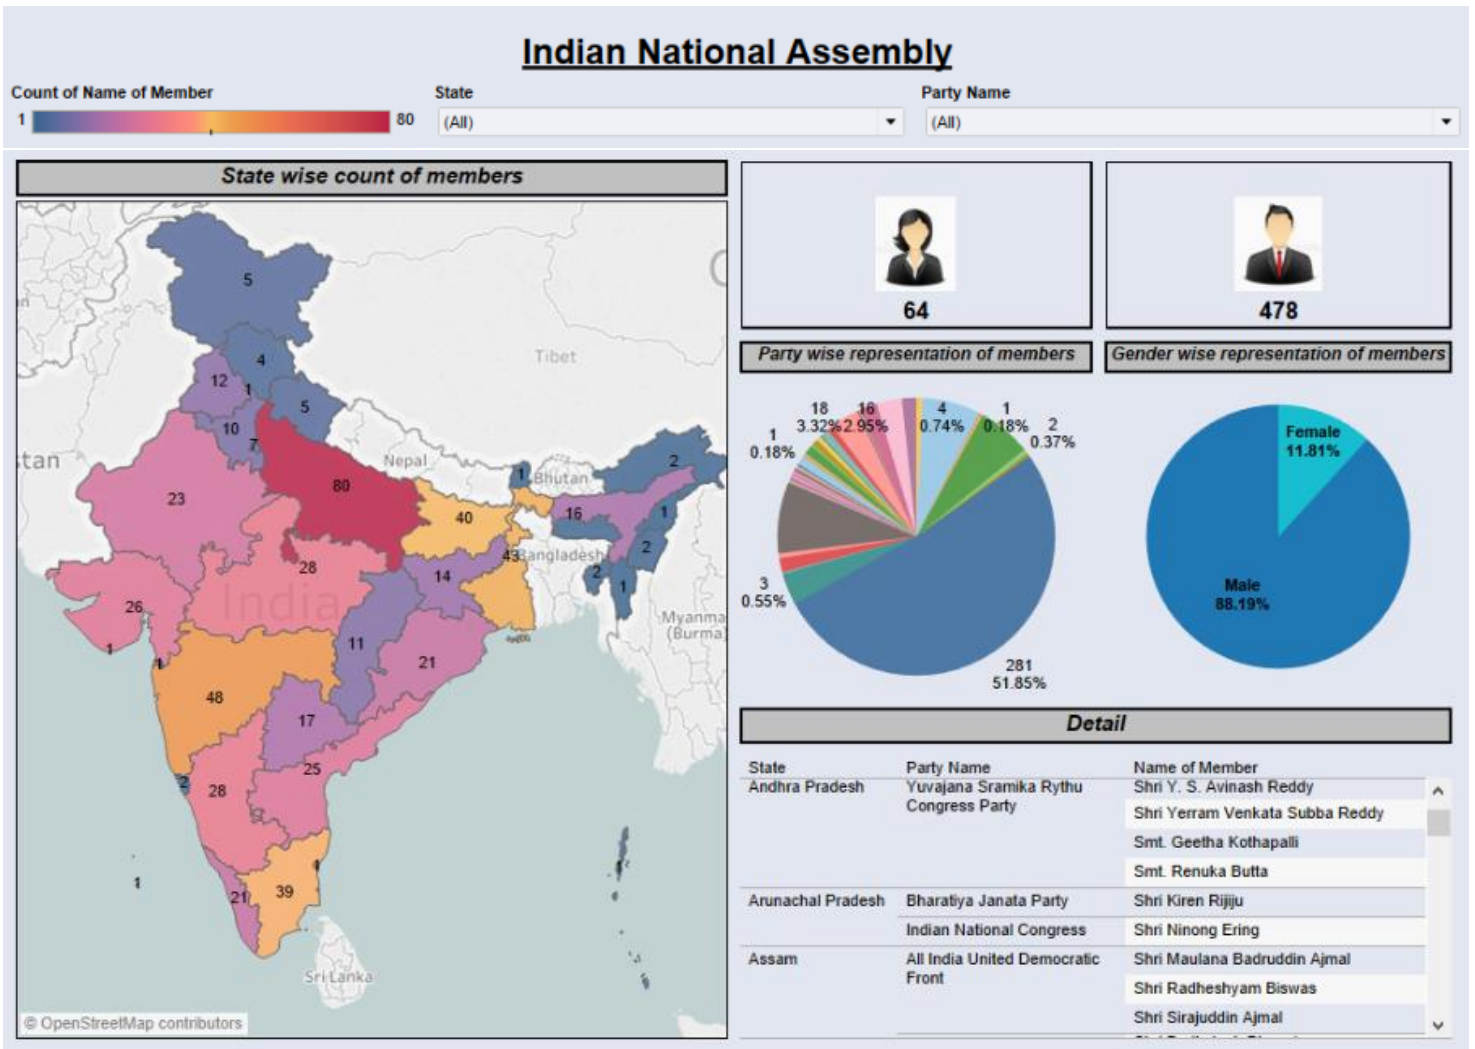 Indian National Assembly
Count of Name of Member
1
80
State
(All)
Party Name
(All)
State wise count of members
5
4
12
1
5
10
7
80
23
Tibet
Nepal
Bhutan
1
2
40
16
1
43
Bangladesh
2
2
1
14
28
India
26
1
1
11
21
Myanma
(Burma)
48
17
25
2
28
1
39
21
1
1
Sri Lanka
stan
© OpenStreetMap contributors
64
478
Party wise representation of members
Gender wise representation of members
18
3.32%
16
2.95%
4
0.74%
1
0.18%
2
0.37%
1
0.18%
3
0.55%
281
51.85%
Female
11.81%
Male
88.19%
Detail
State Party Name Name of Member
Andhra Pradesh Yuvajana Sramika Rythu Shri Y. S. Avinash Reddy
Congress Party
Shri Yerram Venkata Subba Reddy
Smt. Geetha Kothapalli
Smt. Renuka Butta
Arunachal Pradesh Bharatiya Janata Party Shri Kiren Rijiju
Indian National Congress Shri Ninong Ering
Assam All India United Democratic Shri Maulana Badruddin Ajmal
Front
Shri Radheshyam Biswas
Shri Sirajuddin Ajmal